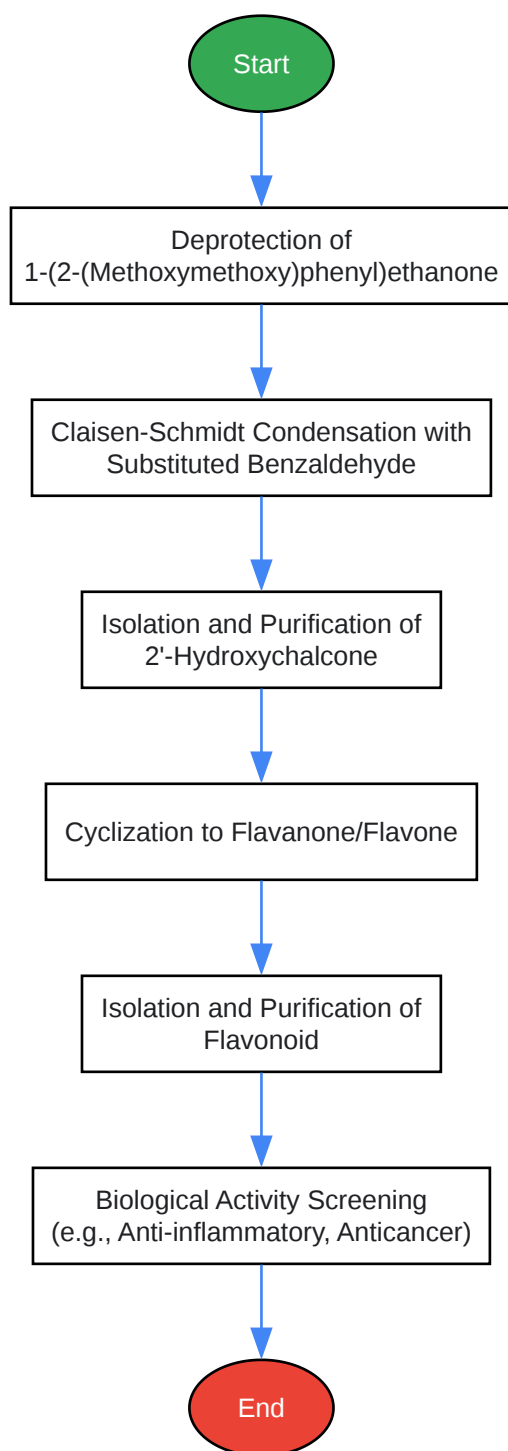 Start
Deprotection of
1-(2-(Methoxymethoxy)phenyl)ethanone
Claisen-Schmidt Condensation with
Substituted Benzaldehyde
Isolation and Purification of
2'-Hydroxychalcone
Cyclization to Flavanone/Flavone
Isolation and Purification of
Flavonoid
Biological Activity Screening
(e.g., Anti-inflammatory, Anticancer)
End